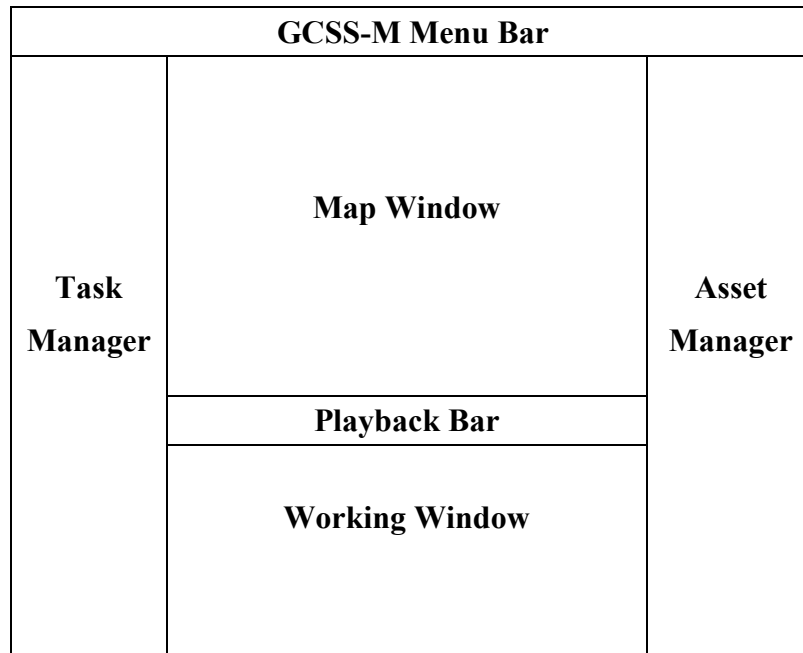 GCSS-M Menu Bar
Map Window
Task
Manager
Asset
Manager
Playback Bar
Working Window